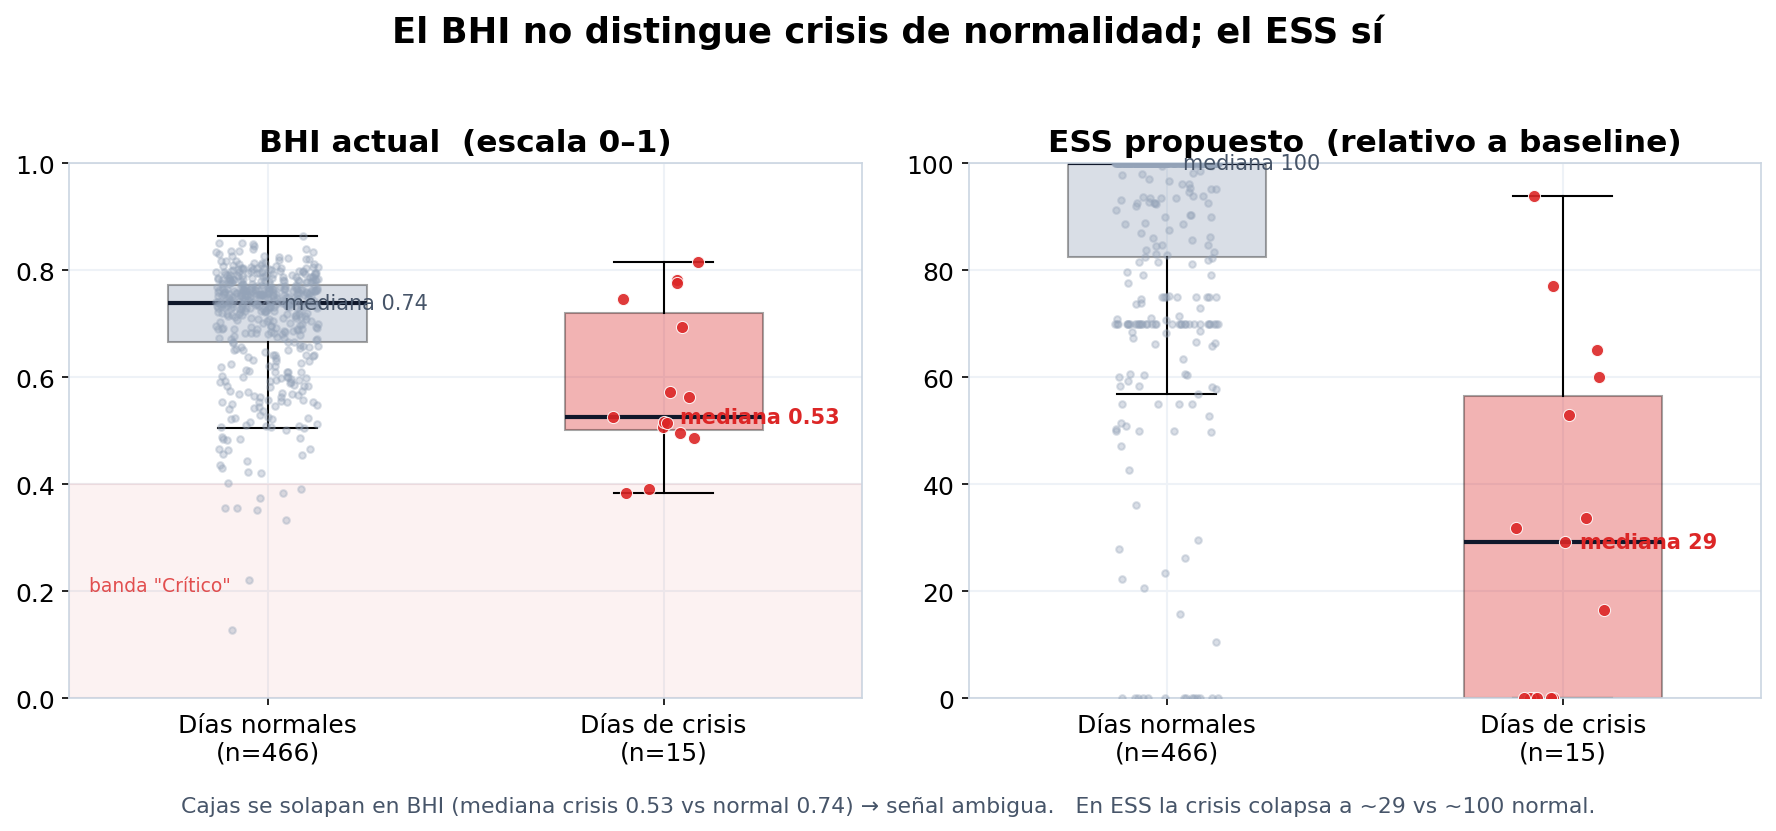 El BHI no distingue crisis de normalidad; el ESS sí
BHI actual  (escala 0–1)
1.0
0.8
0.6
0.4
0.2
0.0
mediana 0.74
mediana 0.53
banda "Crítico"
Días normales
(n=466)
Días de crisis
(n=15)
ESS propuesto  (relativo a baseline)
100
80
60
40
20
0
mediana 100
mediana 29
Días normales
(n=466)
Días de crisis
(n=15)
Cajas se solapan en BHI (mediana crisis 0.53 vs normal 0.74) → señal ambigua.   En ESS la crisis colapsa a ~29 vs ~100 normal.